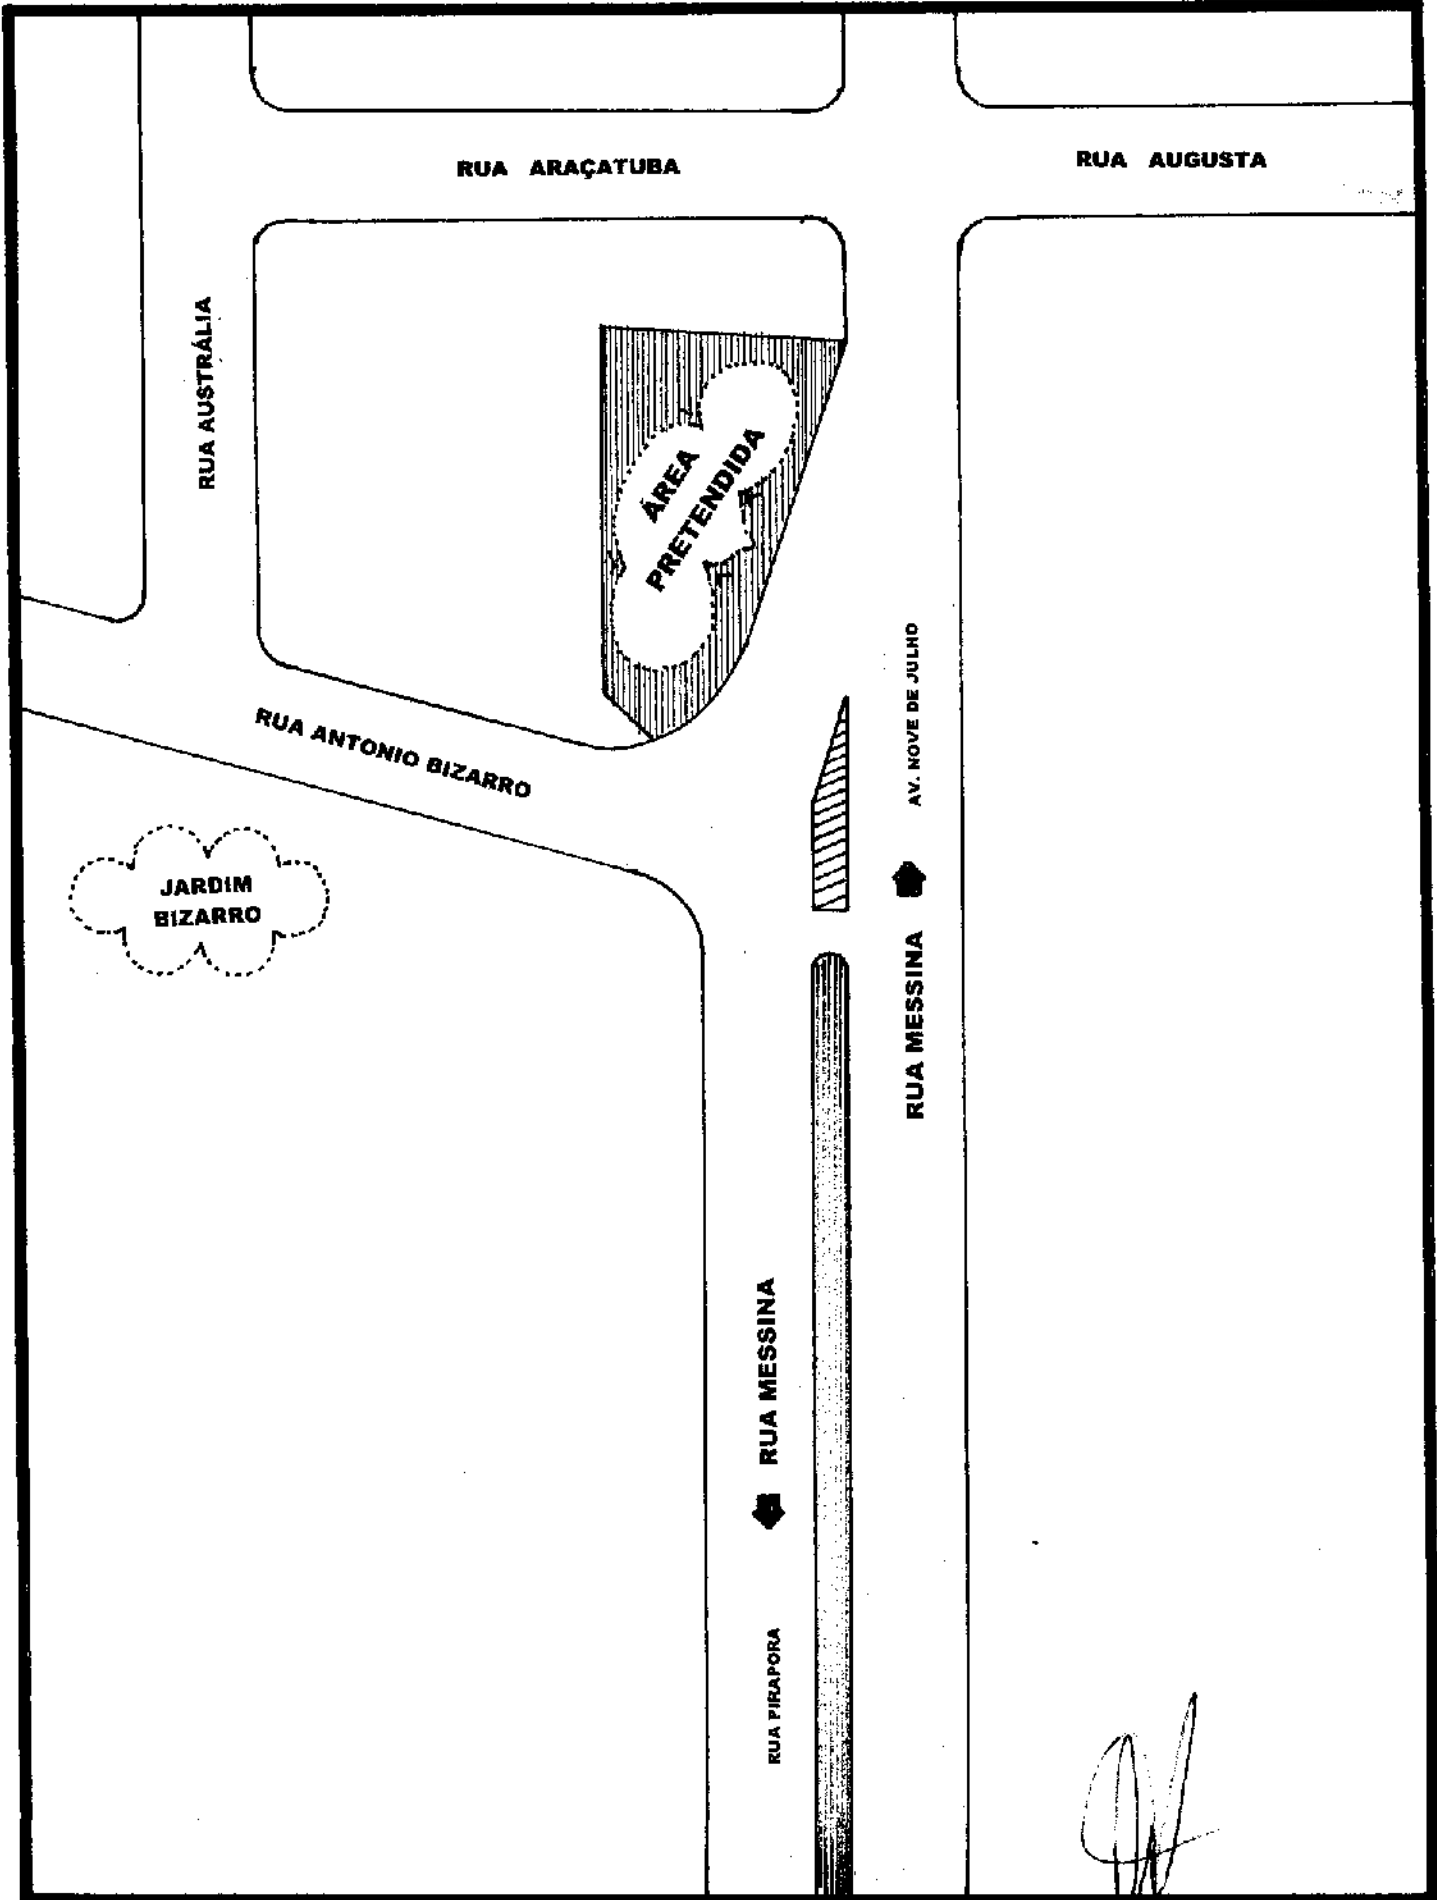 RUA ARAÇATUBA
RUA AUGUSTA
RUA AUSTRÁLIA
ÁREA
PRETENDIDA
RUA ANTONIO BIZARRO
AV. NOVE DE JULHO
JARDIM
BIZARRO
RUA MESSINA
RUA MESSINA
RUA PIRAPORA